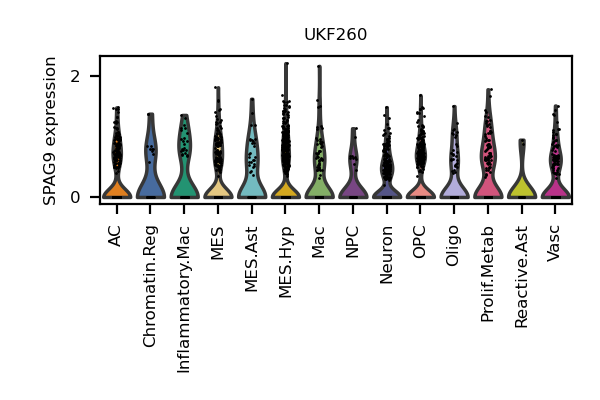 UKF260
SPAG9 expression
2
0
AC
Chromatin.Reg
Inflammatory.Mac
MES
MES.Ast
MES.Hyp
Mac
NPC
Neuron
OPC
Oligo
Prolif.Metab
Reactive.Ast
Vasc